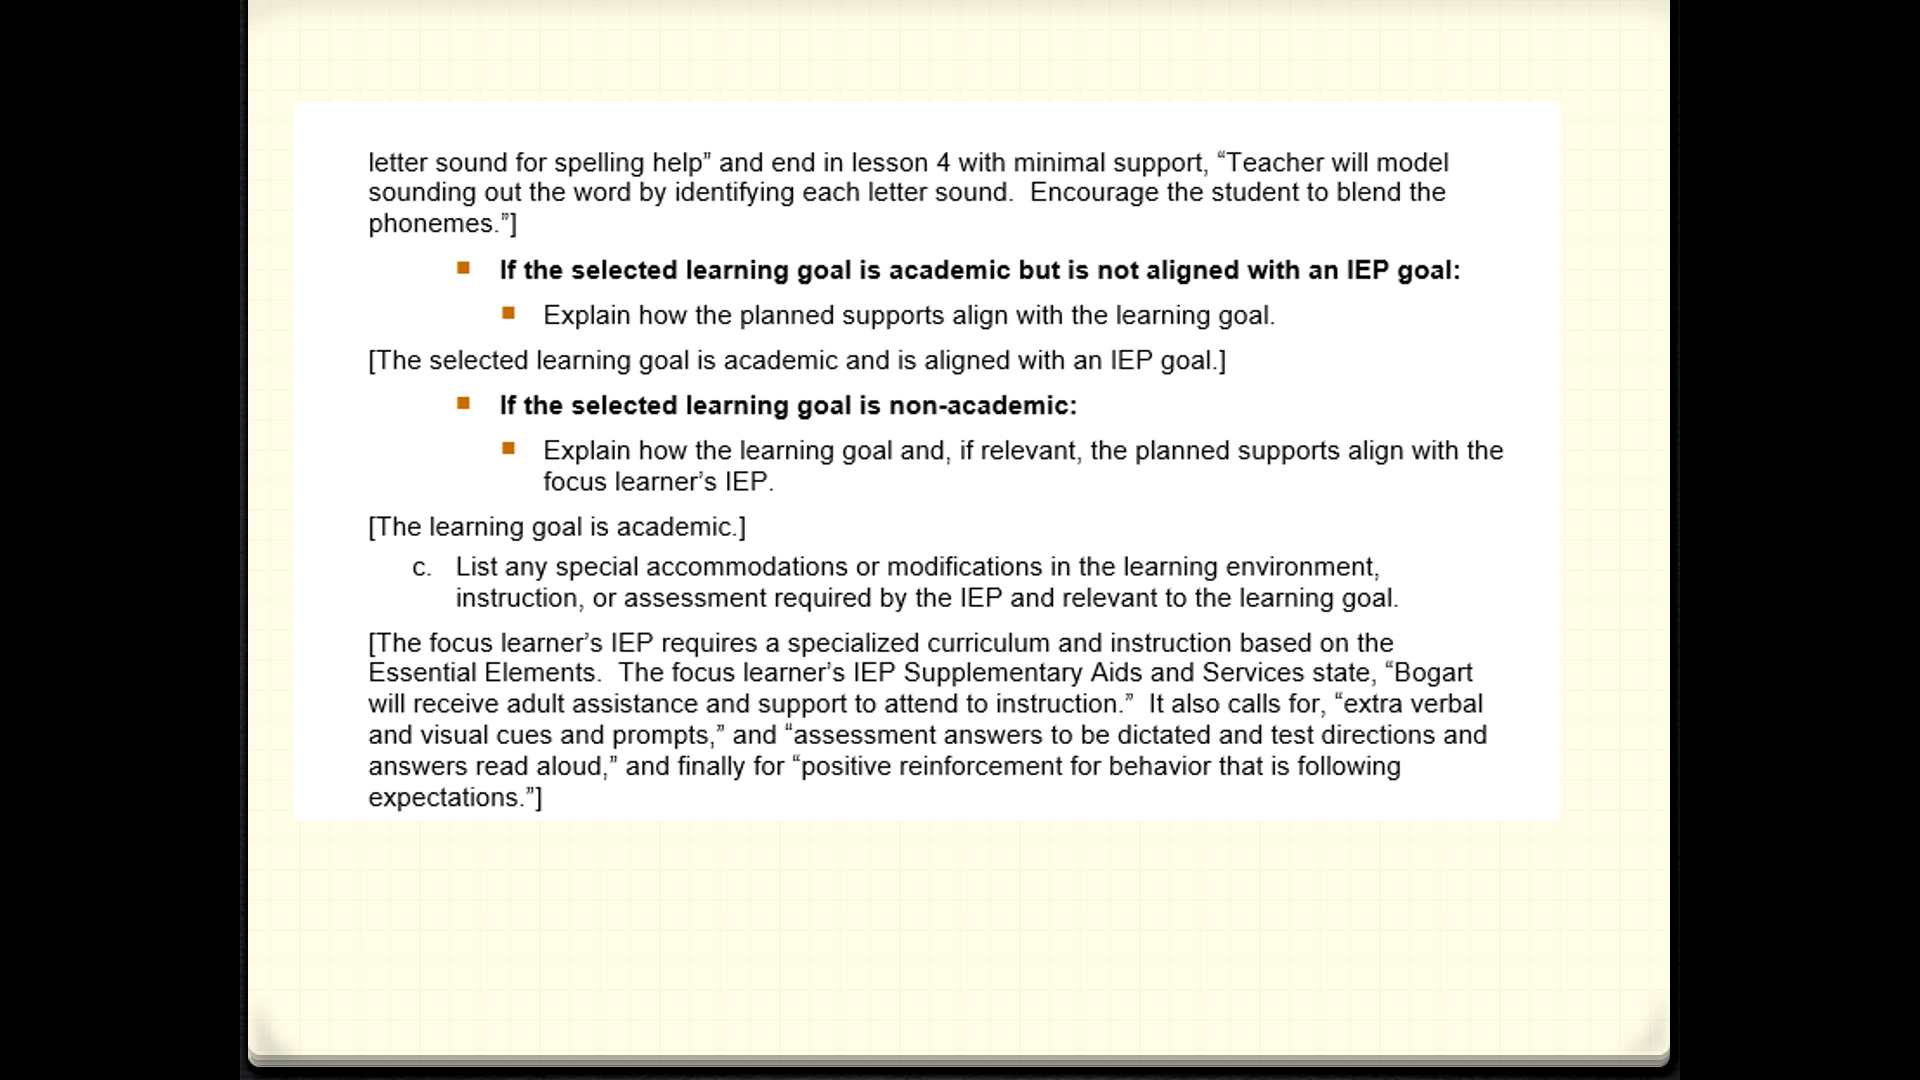 letter sound for spelling help” and end in lesson 4 with minimal support, “Teacher will model
sounding out the word by identifying each letter sound.  Encourage the student to blend the
phonemes.”]
If the selected learning goal is academic but is not aligned with an IEP goal:
Explain how the planned supports align with the learning goal.
[The selected learning goal is academic and is aligned with an IEP goal.]
If the selected learning goal is non-academic:
Explain how the learning goal and, if relevant, the planned supports align with the
focus learner’s IEP.
[The learning goal is academic.]
c. List any special accommodations or modifications in the learning environment,
instruction, or assessment required by the IEP and relevant to the learning goal.
[The focus learner’s IEP requires a specialized curriculum and instruction based on the
Essential Elements.  The focus learner’s IEP Supplementary Aids and Services state, “Bogart
will receive adult assistance and support to attend to instruction.”  It also calls for, “extra verbal
and visual cues and prompts,” and “assessment answers to be dictated and test directions and
answers read aloud,” and finally for “positive reinforcement for behavior that is following
expectations.”]